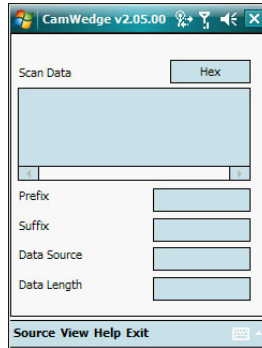 CamWedge v2.05.00
Scan Data
Hex
Prefix
Suffix
Data Source
Data Length
Source View Help Exit